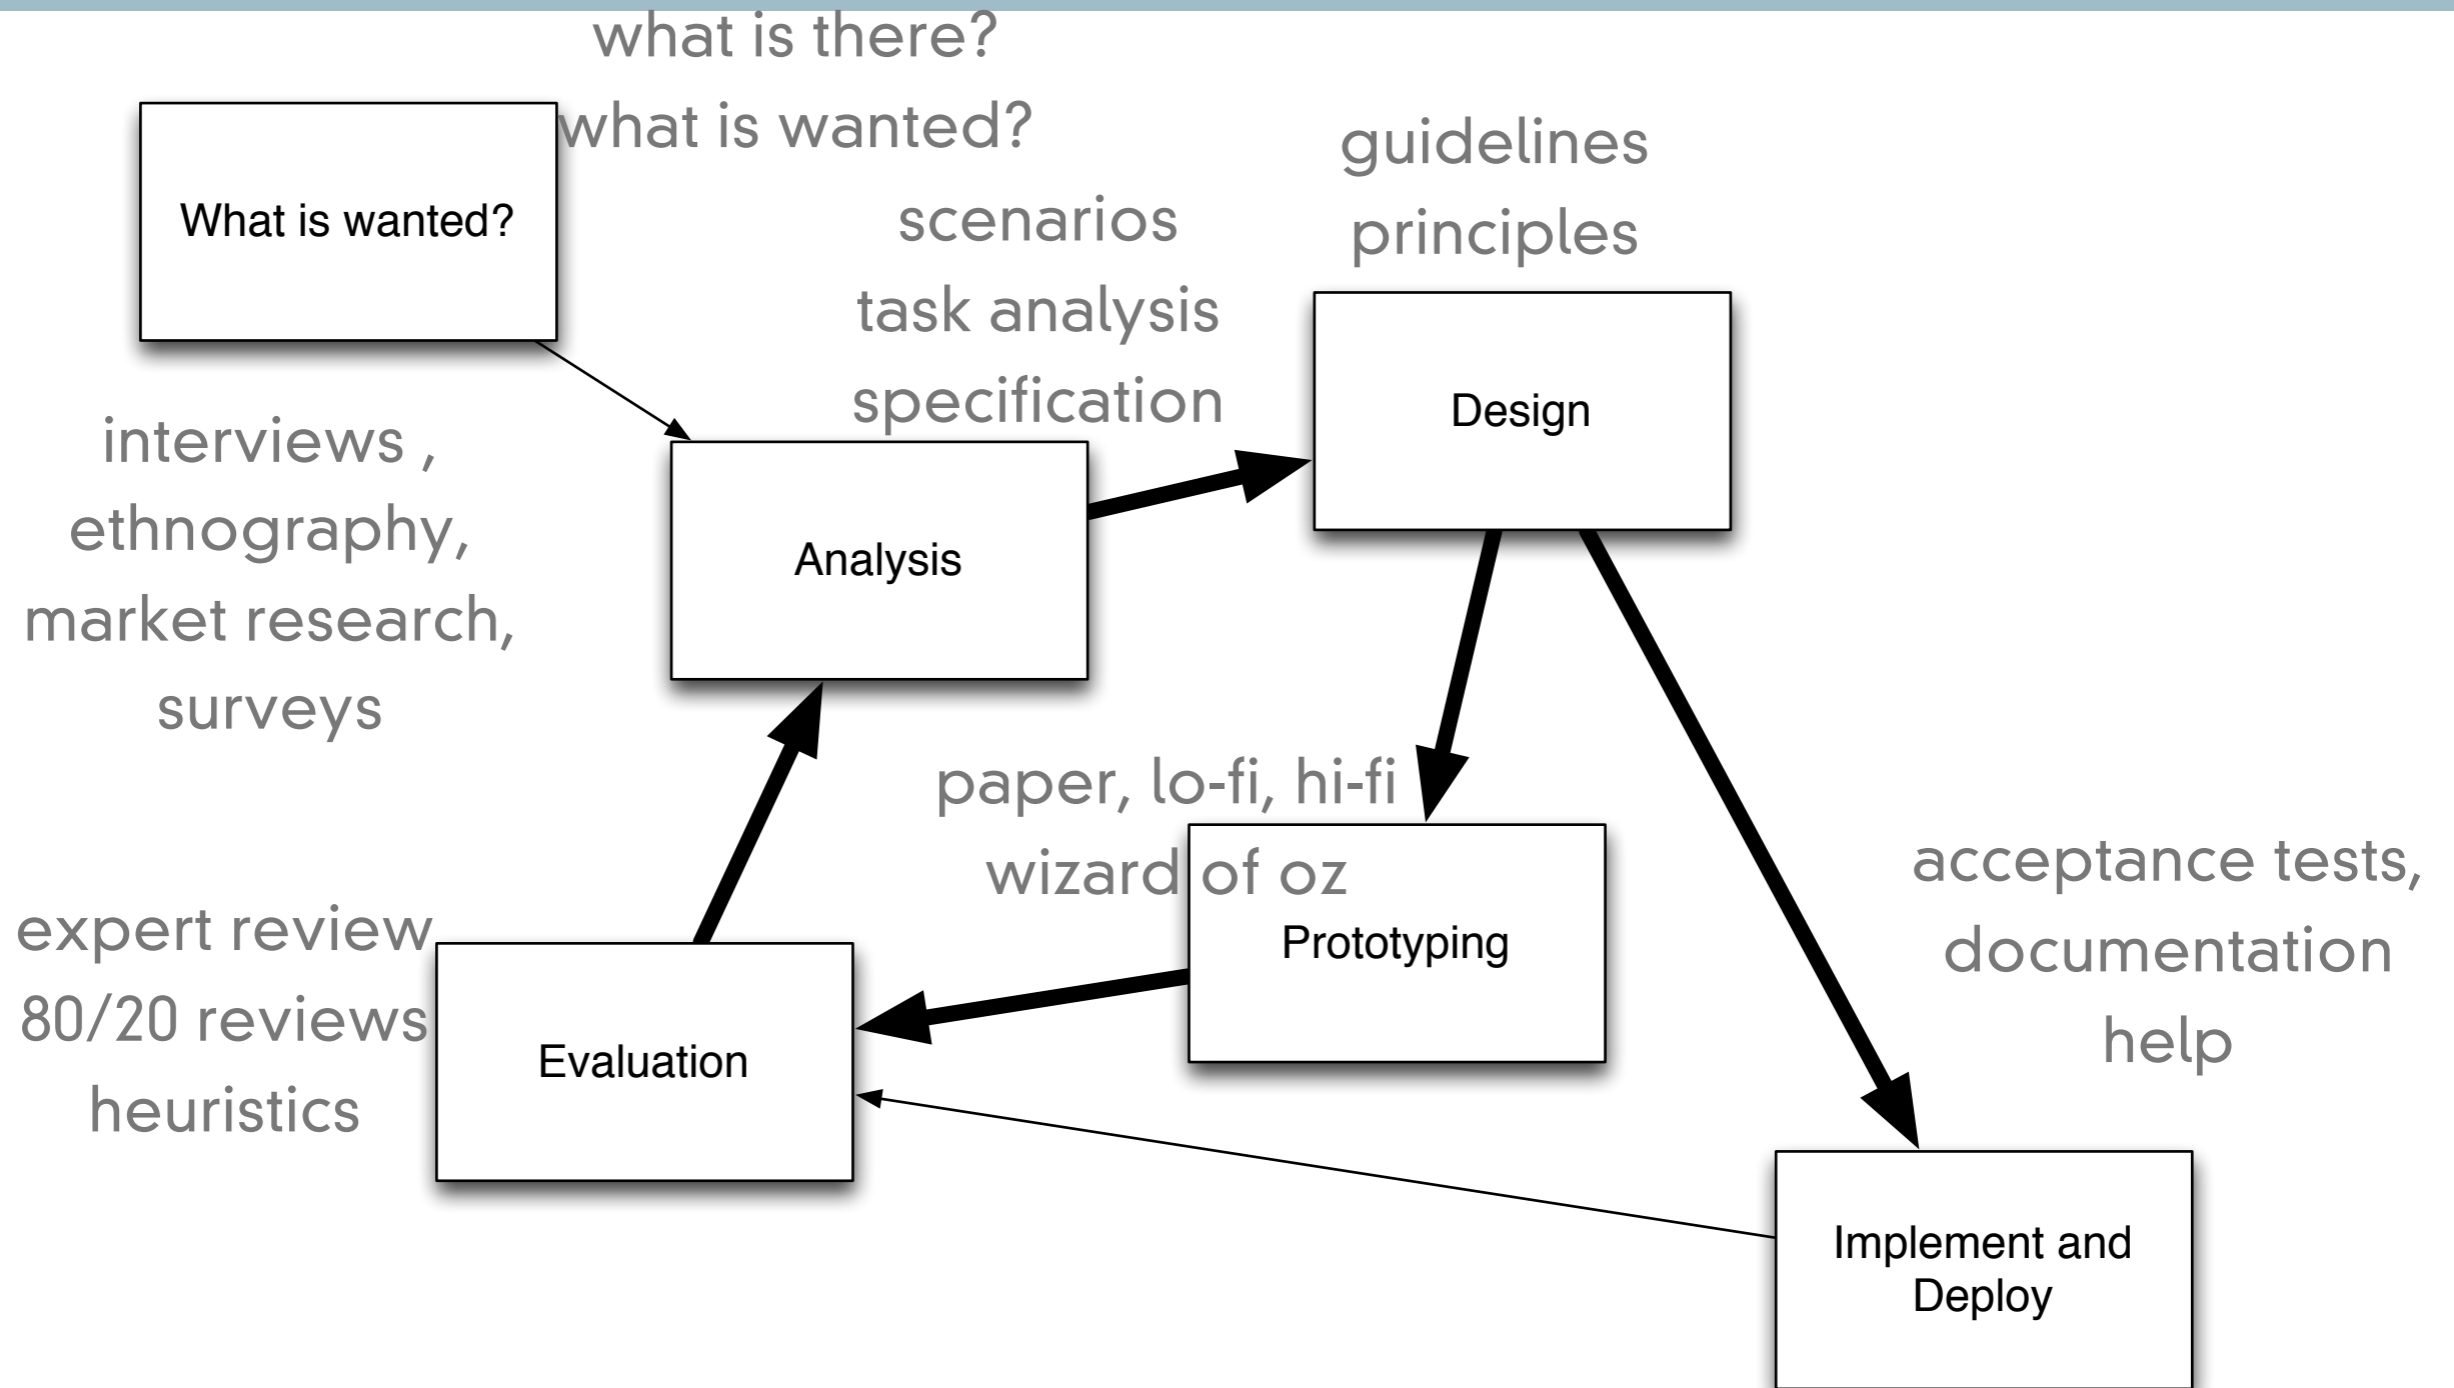 what is there?
what is wanted?
What is wanted?
interviews ,
ethnography,
market research,
surveys
scenarios
task analysis
specification
Analysis
guidelines
principles
Design
paper, lo-fi, hi-fi
wizard of oz
Prototyping
expert review
80/20 reviews
heuristics
Evaluation
acceptance tests,
documentation
help
Implement and
Deploy